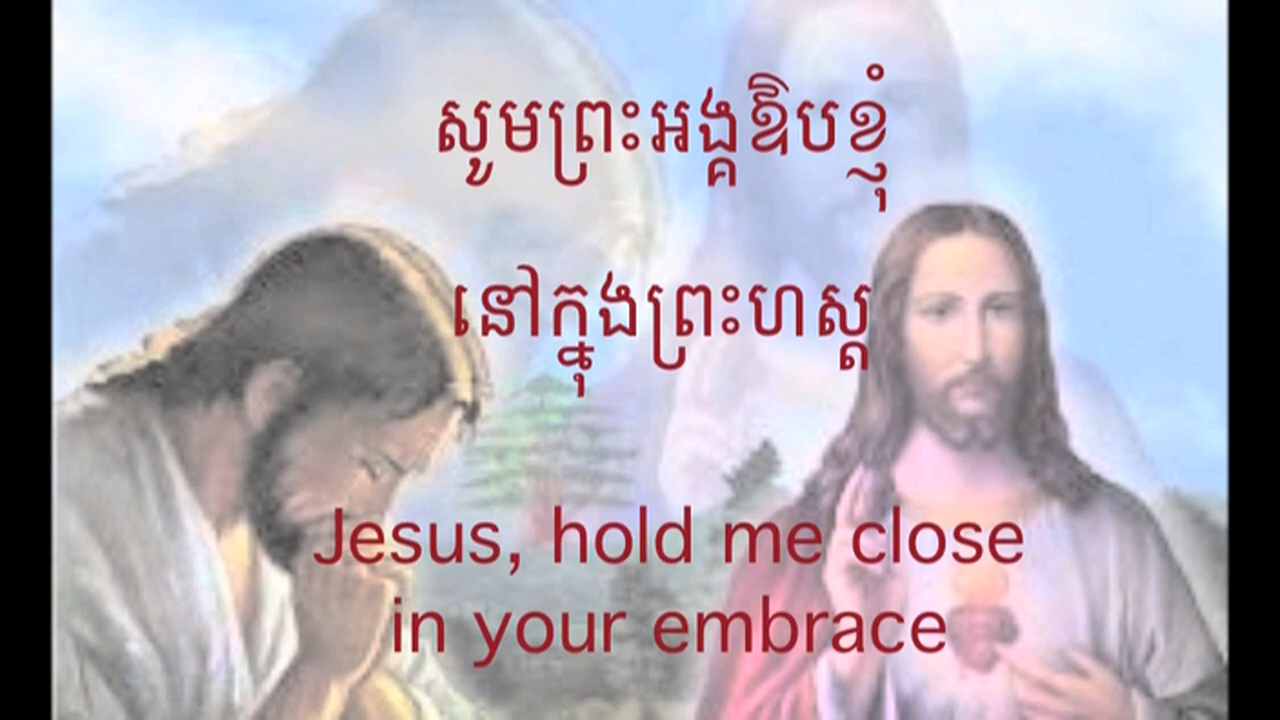 សូមព្រះអង្គឱបខ្ញុំ
នៅក្នុងព្រះហស្ត
Jesus, hold me close
in your embrace